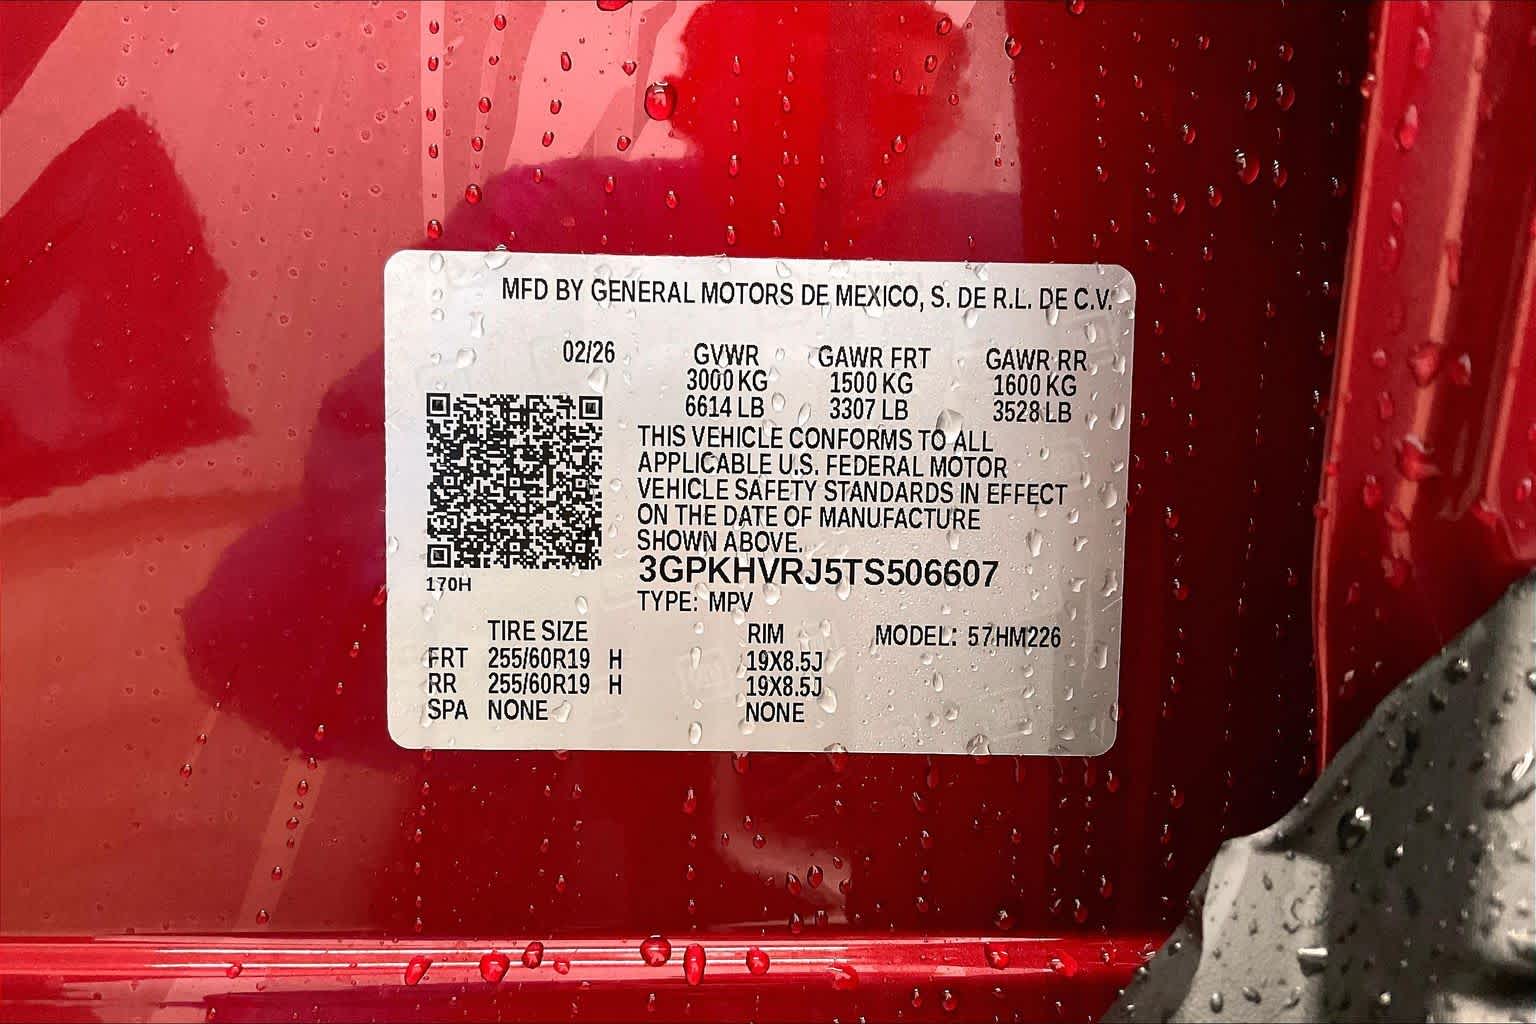 MFD BY GENERAL MOTORS DE MEXICO, S. DE R.L. DE C.V.
02/26 GVWR GAWR FRT GAWR RR
3000 KG 1500 KG 1600 KG
6614 LB 3307 LB 3528 LB
THIS VEHICLE CONFORMS TO ALL
APPLICABLE U.S. FEDERAL MOTOR
VEHICLE SAFETY STANDARDS IN EFFECT
ON THE DATE OF MANUFACTURE
SHOWN ABOVE.
3GPKHVRJ5TS506607
170H
TYPE: MPV
TIRE SIZE RIM MODEL: 57HM226
FRT 255/60R19 H 19X8.5J
RR 255/60R19 H 19X8.5J
SPA NONE NONE